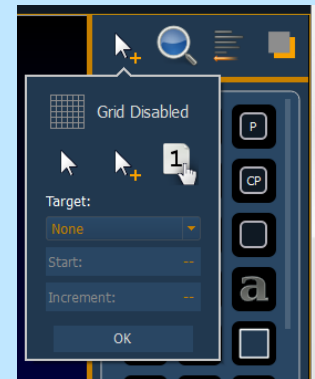 Grid Disabled
P
1
CP
Target:
None
Start: --
Increment: --
a
OK